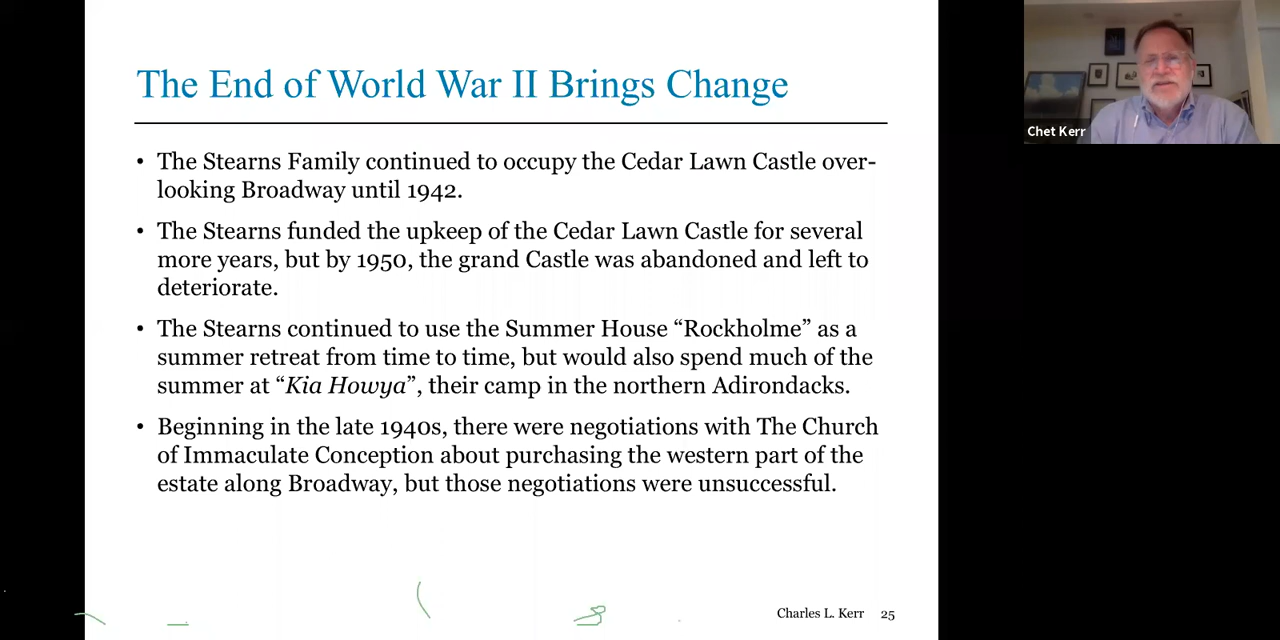 The End of World War II Brings Change
• The Stearns Family continued to occupy the Cedar Lawn Castle over-
looking Broadway until 1942.
• The Stearns funded the upkeep of the Cedar Lawn Castle for several
more years, but by 1950, the grand Castle was abandoned and left to
deteriorate.
• The Stearns continued to use the Summer House “Rockholme” as a
summer retreat from time to time, but would also spend much of the
summer at “Kia Howya”, their camp in the northern Adirondacks.
• Beginning in the late 1940s, there were negotiations with The Church
of Immaculate Conception about purchasing the western part of the
estate along Broadway, but those negotiations were unsuccessful.
Charles L. Kerr 25
Chet Kerr